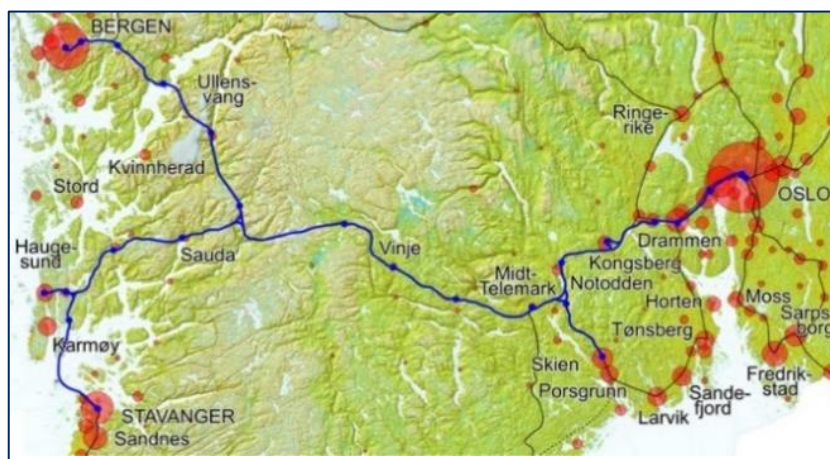 BERGEN
Ullens-
vang
Ringe-
rike
Kvinnherad
Stord
OSLO
Hauge-
sund
Sauda
Vinje
Drammen
Kongsberg
Midt-
Telemark
Notodden
Horten
Moss
Sarps
borg
Karmøy
Tønsberg
Skien
Porsgrunn
Fredrik-
stad
Sande-
fjord
Larvik
STAVANGER
Sandnes